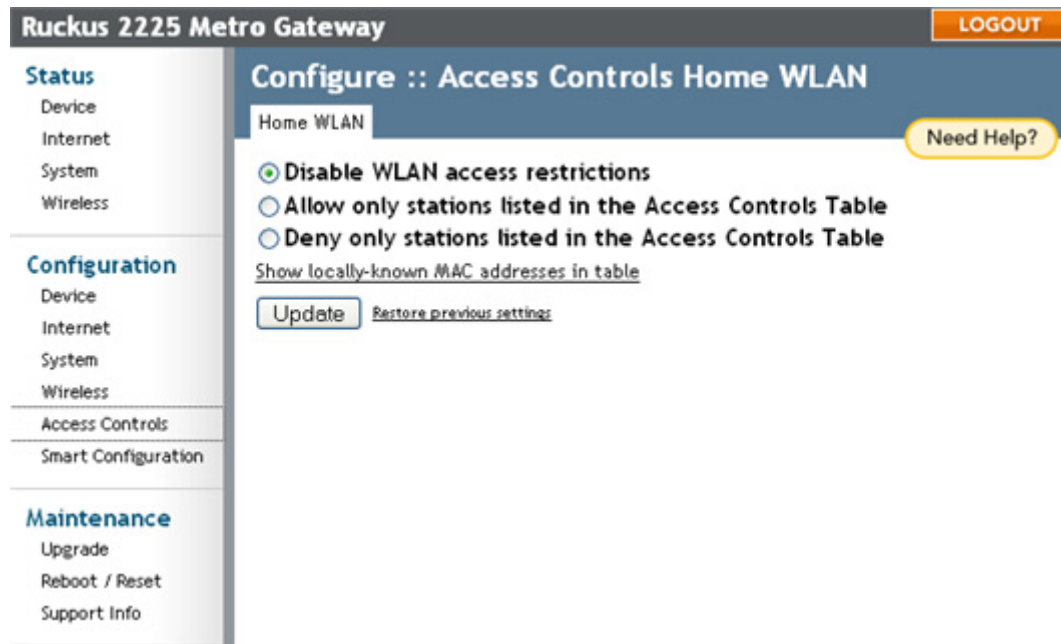 Ruckus 2225 Metro Gateway
LOGOUT
Status
Device
Internet
System
Wireless
Configuration
Device
Internet
System
Wireless
Access Controls
Smart Configuration
Maintenance
Upgrade
Reboot / Reset
Support Info
Configure :: Access Controls Home WLAN
Home WLAN
Need Help?
Disable WLAN access restrictions
Allow only stations listed in the Access Controls Table
Deny only stations listed in the Access Controls Table
Show locally-known MAC addresses in table
Update Restore previous settings